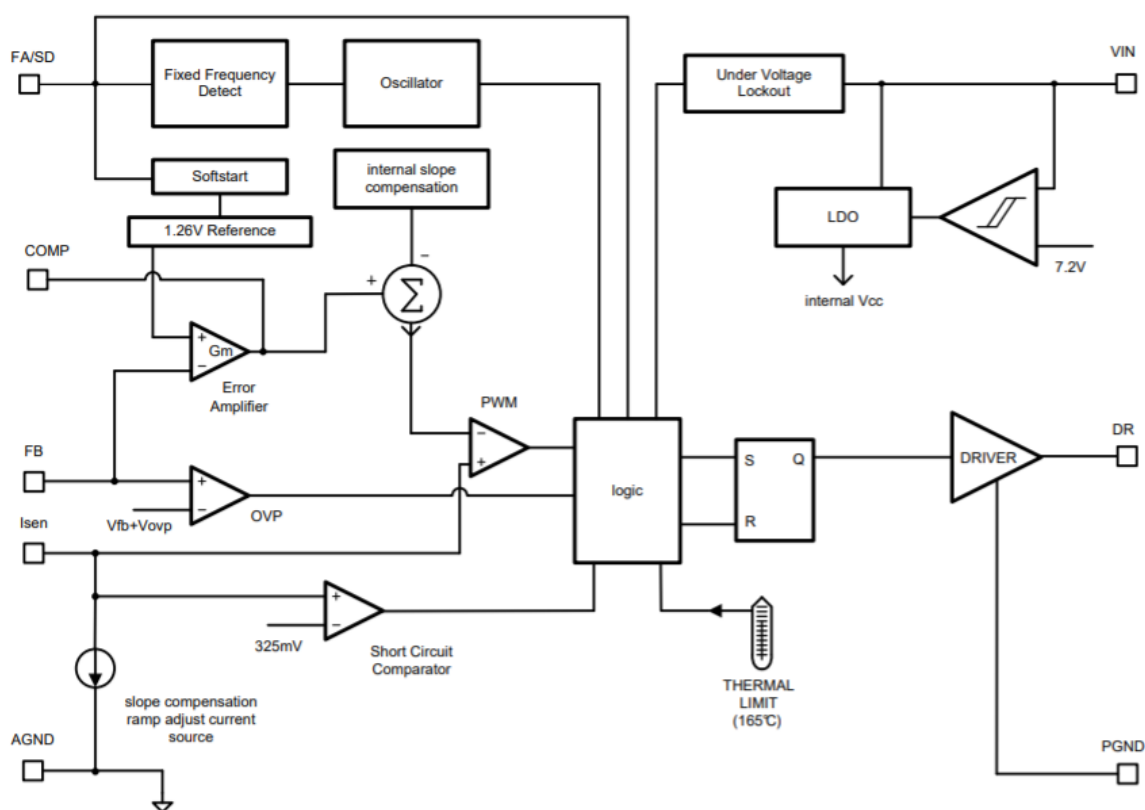 FA/SD
Fixed Frequency
Detect
Oscillator
Under Voltage
Lockout
VIN
Softstart
internal slope
compensation
1.26V Reference
LDO
7.2V
internal Vcc
COMP
+
−
Σ
+
Gm
−
Error
Amplifier
PWM
−
+
FB
+
−
Vfb+Vovp
OVP
logic
S
Q
R
DRIVER
DR
Isen
+
−
325mV
Short Circuit
Comparator
THERMAL
LIMIT
(165℃)
slope compensation
ramp adjust current
source
AGND
PGND